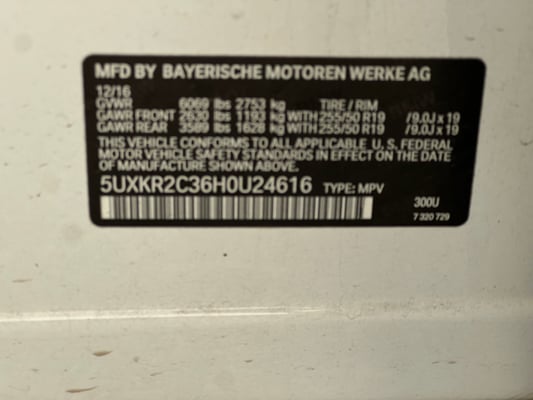 MFD BY BAYERISCHE MOTOREN WERKE AG
12/16
GVWR 6069 lbs 2753 kg TIRE / RIM
GAWR FRONT 2630 lbs 1193 kg WITH 255/50 R19 /9.0J x 19
GAWR REAR 3589 lbs 1628 kg WITH 255/50 R19 /9.0J x 19
THIS VEHICLE CONFORMS TO ALL APPLICABLE U. S. FEDERAL
MOTOR VEHICLE SAFETY STANDARDS IN EFFECT ON THE DATE
OF MANUFACTURE SHOWN ABOVE.
5UXKR2C36H0U24616 TYPE: MPV
300U
7 320 729